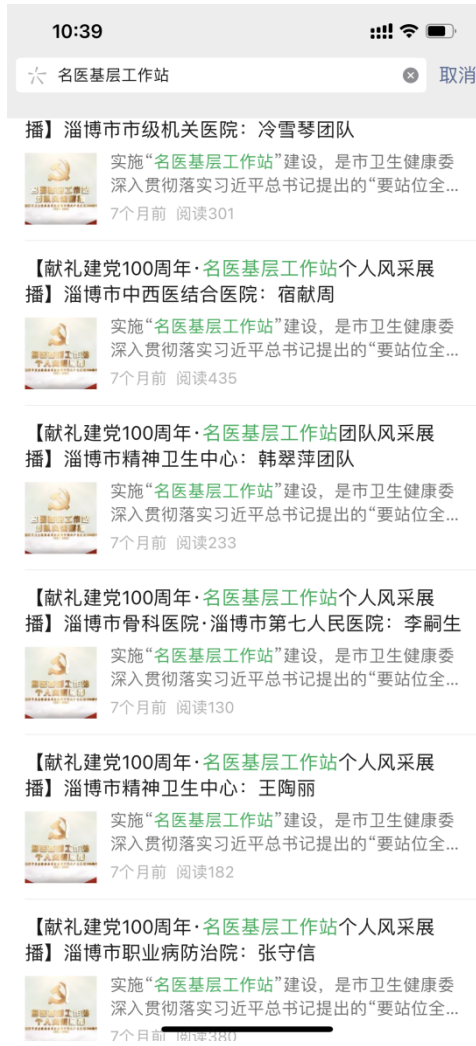 10:39
名医基层工作站
取消
播】淄博市市级机关医院：冷雪琴团队
实施“名医基层工作站”建设，是市卫生健康委
深入贯彻落实习近平总书记提出的“要站位全...
7个月前 阅读301
【献礼建党100周年·名医基层工作站个人风采展
播】淄博市中西医结合医院：宿献周
实施“名医基层工作站”建设，是市卫生健康委
深入贯彻落实习近平总书记提出的“要站位全...
7个月前 阅读435
【献礼建党100周年·名医基层工作站团队风采展
播】淄博市精神卫生中心：韩翠萍团队
实施“名医基层工作站”建设，是市卫生健康委
深入贯彻落实习近平总书记提出的“要站位全...
7个月前 阅读233
【献礼建党100周年·名医基层工作站个人风采展
播】淄博市骨科医院·淄博市第七人民医院：李嗣生
实施“名医基层工作站”建设，是市卫生健康委
深入贯彻落实习近平总书记提出的“要站位全...
7个月前 阅读130
【献礼建党100周年·名医基层工作站个人风采展
播】淄博市精神卫生中心：王陶丽
实施“名医基层工作站”建设，是市卫生健康委
深入贯彻落实习近平总书记提出的“要站位全...
7个月前 阅读182
【献礼建党100周年·名医基层工作站个人风采展
播】淄博市职业病防治院：张守信
实施“名医基层工作站”建设，是市卫生健康委
深入贯彻落实习近平总书记提出的“要站位全...
7个月前 阅读380